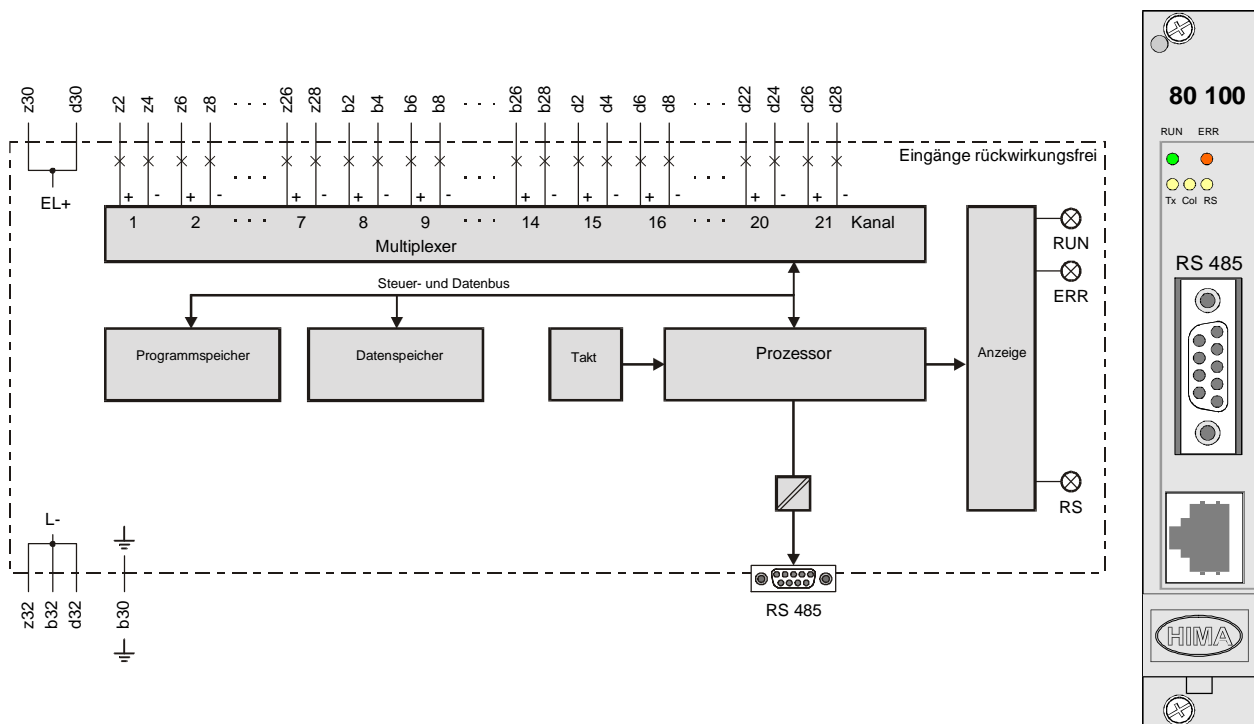 z30 d30 z2 z4 z6 z8 · · · · z26 z28 b2 b4 b6 b8 · · · · b26 b28 d2 d4 d6 d8 · · · · d22 d24 d26 d28
Eingänge rückwirkungsfrei
EL+
· · · · · · · · ·
+ - + - + - + - + - + - + - + - + - + -
1 2 · · · · 7 8 9 · · · · 14 15 16 · · · · 20 21 Kanal
Multiplexer
RUN
Steuer- und Datenbus
ERR
Programmspeicher
Datenspeicher
Takt
Prozessor
Anzeige
RS
L-
z32 b32 d32 b30
RS 485
80 100
RUN ERR
Tx Col RS
RS 485
HIMA